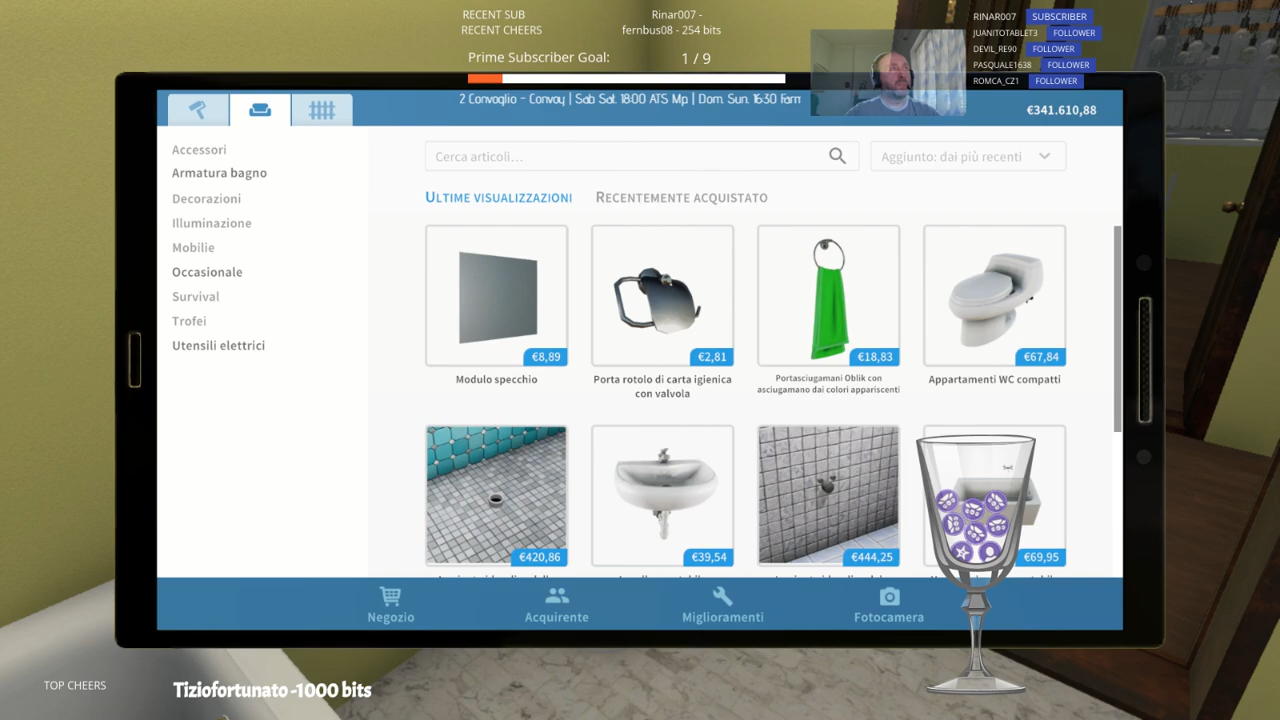 RECENT SUB
Rinar007 -
RECENT CHEERS
fernbus08 - 254 bits
Prime Subscriber Goal:
1 / 9
RINAR007 SUBSCRIBER
JUANITOTABLET3 FOLLOWER
DEVIL_RE90 FOLLOWER
PASQUALE1638 FOLLOWER
ROMCA_CZ1 FOLLOWER
2 Convoglio - Convoy | Sab Sat. 18:00 ATS Mp | Dom. Sun. 16:30 Farm
€341.610,88
Accessori
Armatura bagno
Decorazioni
Illuminazione
Mobilie
Occasionale
Survival
Trofei
Utensili elettrici
Cerca articoli...
Aggiunto: dai più recenti
ULTIME VISUALIZZAZIONI
RECENTEMENTE ACQUISTATO
€8,89
€2,81
€18,83
€67,84
Modulo specchio
Porta rotolo di carta igienica
con valvola
Portasciugamani Oblik con
asciugamano dai colori appariscenti
Appartamenti WC compatti
€420,86
€39,54
€444,25
€69,95
Negozio
Acquirente
Miglioramenti
Fotocamera
TOP CHEERS
Tiziofortunato -1000 bits